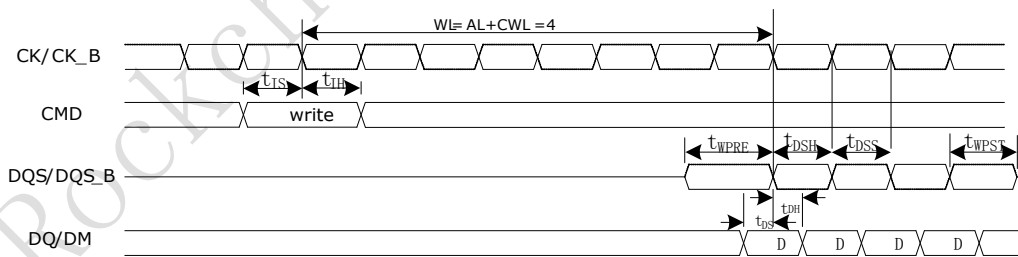 WL= AL+CWL =4
CK/CK_B
tIS tIH
CMD write
tWPRE tDSH tDSS tWPST
DQS/DQS_B
tDS tDH
DQ/DM D D D D
Rockch